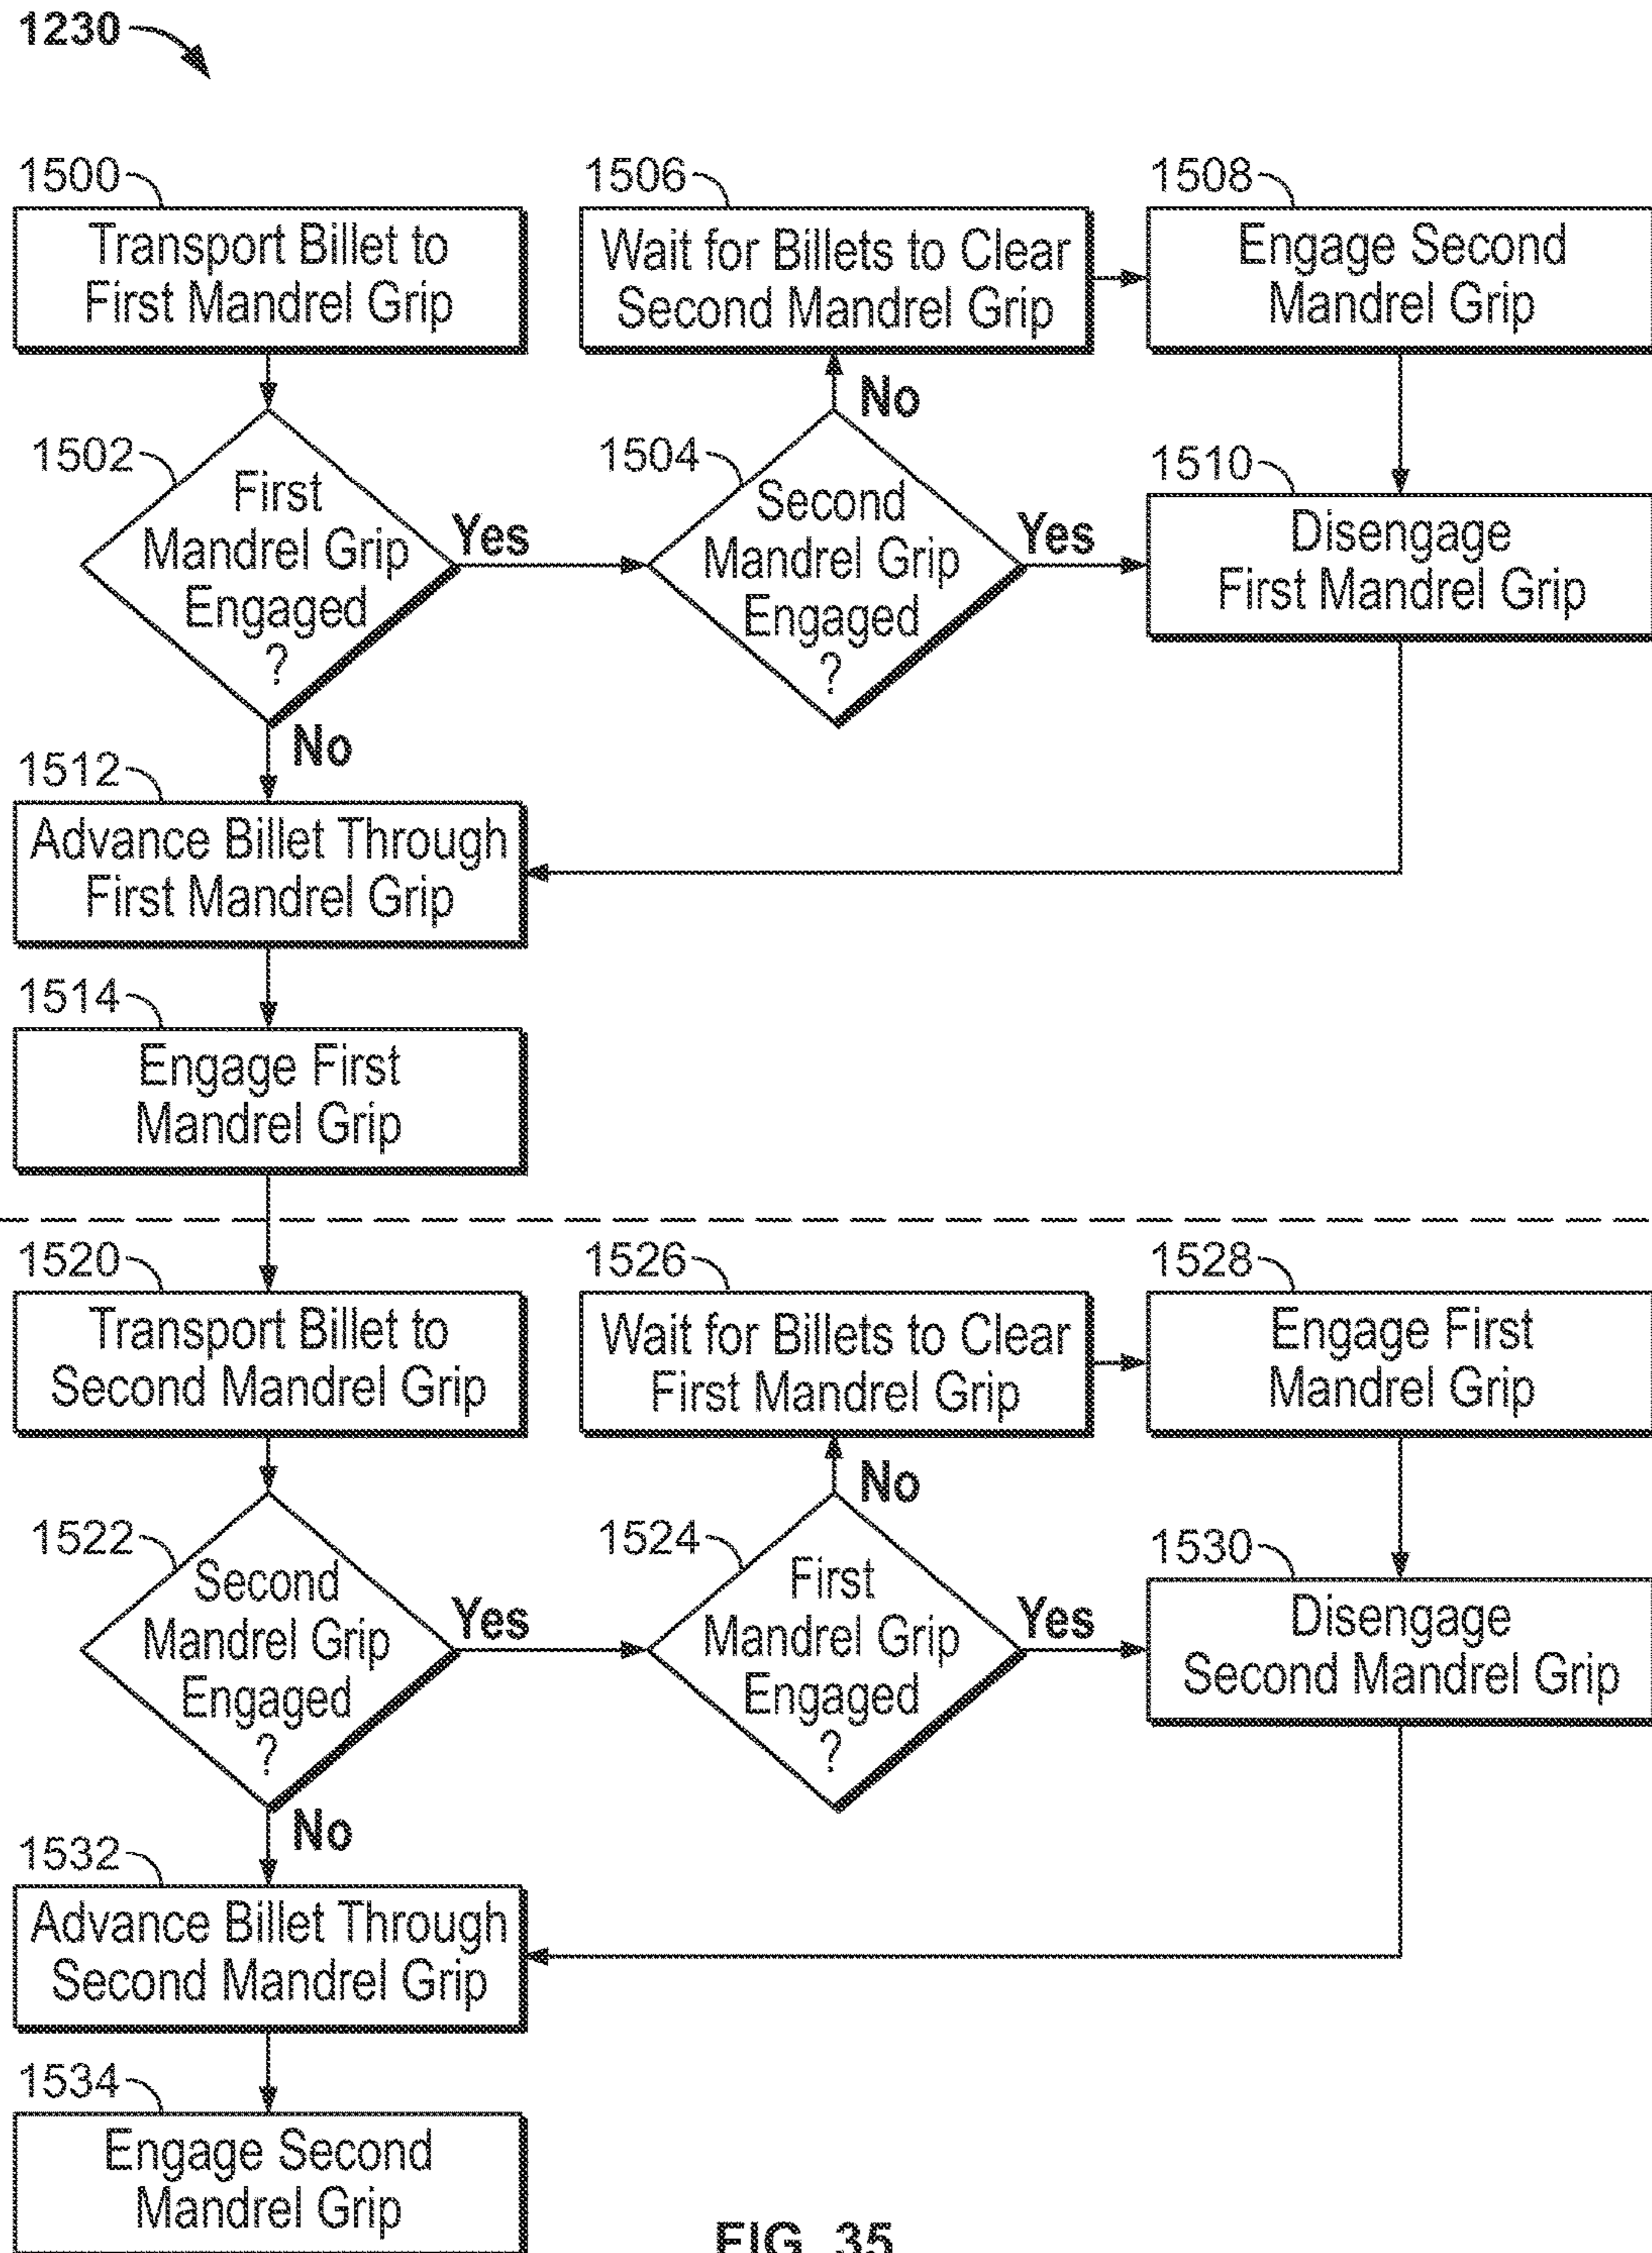 1230
1500
Transport Billet to
First Mandrel Grip
1506
Wait for Billets to Clear
Second Mandrel Grip
1508
Engage Second
Mandrel Grip
1502
First
Mandrel Grip
Engaged
?
Yes
No
1504
Second
Mandrel Grip
Engaged
?
No
Yes
1510
Disengage
First Mandrel Grip
1512
Advance Billet Through
First Mandrel Grip
1514
Engage First
Mandrel Grip
1520
Transport Billet to
Second Mandrel Grip
1526
Wait for Billets to Clear
First Mandrel Grip
1528
Engage First
Mandrel Grip
1522
Second
Mandrel Grip
Engaged
?
Yes
No
1524
First
Mandrel Grip
Engaged
?
No
Yes
1530
Disengage
Second Mandrel Grip
1532
Advance Billet Through
Second Mandrel Grip
1534
Engage Second
Mandrel Grip
FIG. 35